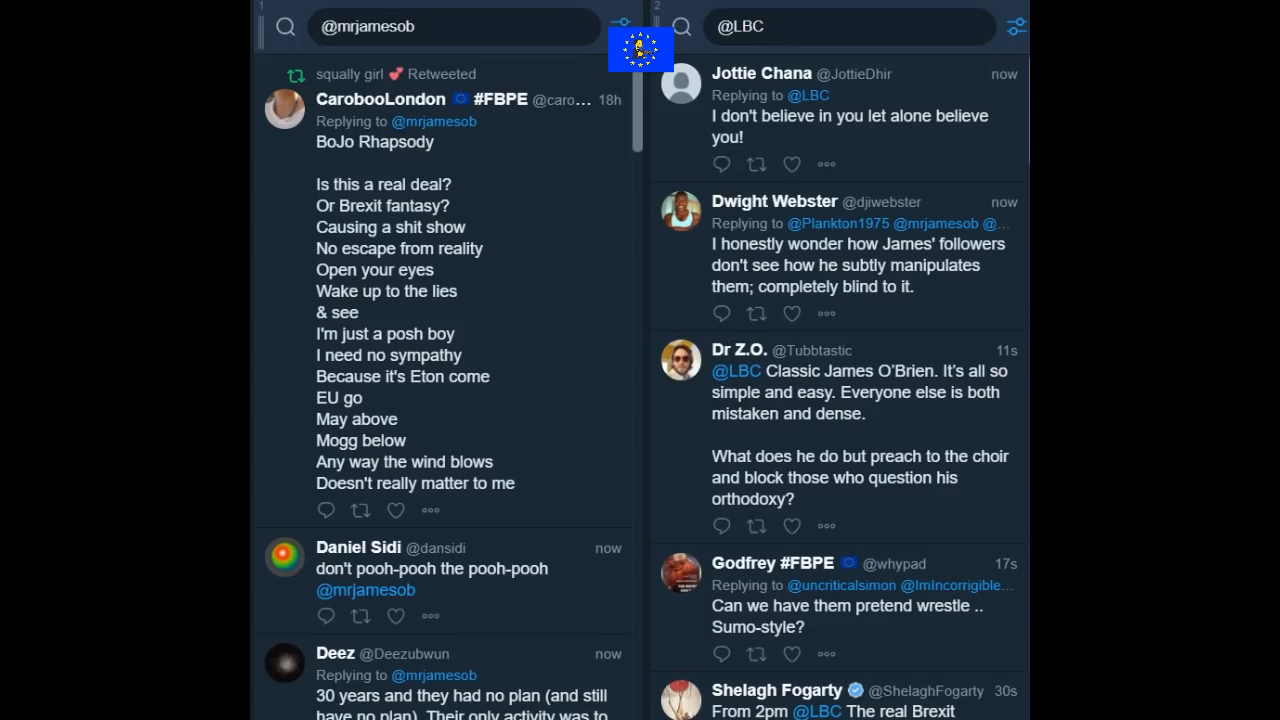 1
@mrjamesob
squally girl 💕 Retweeted
CarobooLondon 🇪🇺 #FBPE @caro... 18h
Replying to @mrjamesob
BoJo Rhapsody
Is this a real deal?
Or Brexit fantasy?
Causing a shit show
No escape from reality
Open your eyes
Wake up to the lies
& see
I'm just a posh boy
I need no sympathy
Because it's Eton come
EU go
May above
Mogg below
Any way the wind blows
Doesn't really matter to me
Daniel Sidi @dansidi now
don't pooh-pooh the pooh-pooh
@mrjamesob
Deez @Deezubwun now
Replying to @mrjamesob
30 years and they had no plan (and still
have no plan). Their only activity was to
2
@LBC
Jottie Chana @JottieDhir now
Replying to @LBC
I don't believe in you let alone believe
you!
Dwight Webster @djiwebster now
Replying to @Plankton1975 @mrjamesob @...
I honestly wonder how James' followers
don't see how he subtly manipulates
them; completely blind to it.
Dr Z.O. @Tubbtastic 11s
@LBC Classic James O'Brien. It's all so
simple and easy. Everyone else is both
mistaken and dense.
What does he do but preach to the choir
and block those who question his
orthodoxy?
Godfrey #FBPE 🇪🇺 @whypad 17s
Replying to @uncriticalsimon @ImIncorrigible...
Can we have them pretend wrestle ..
Sumo-style?
Shelagh Fogarty @ShelaghFogarty 30s
From 2pm @LBC The real Brexit